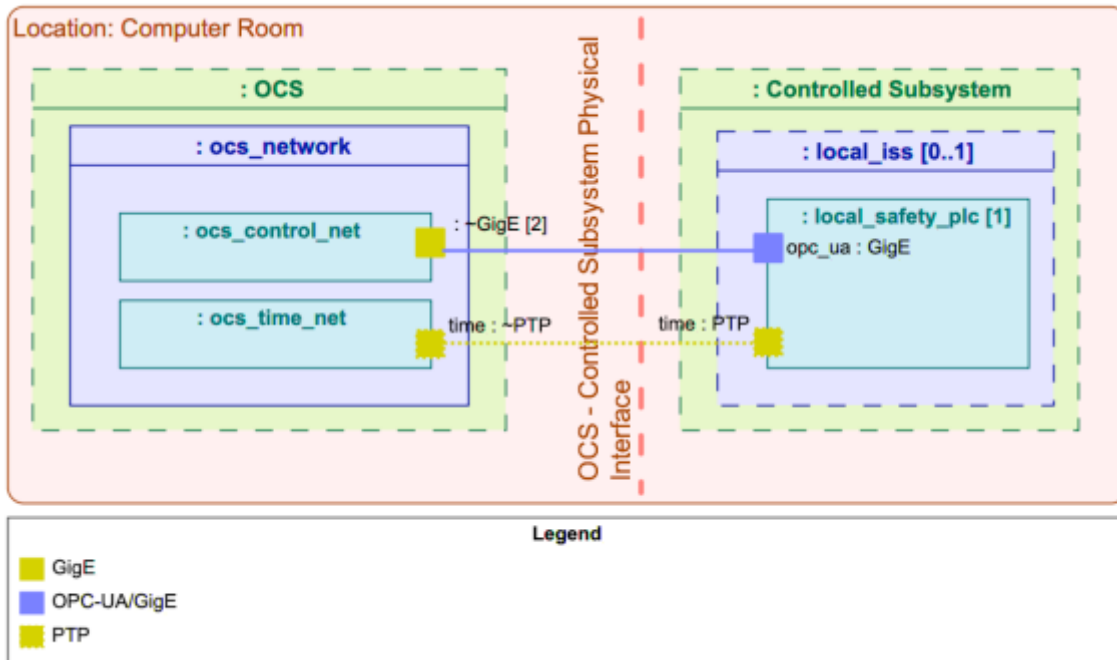 Location: Computer Room
: OCS
: ocs_network
: ocs_control_net
: ~GigE [2]
: ocs_time_net
time : ~PTP
OCS - Controlled Subsystem Physical
Interface
: Controlled Subsystem
: local_iss [0..1]
: local_safety_plc [1]
opc_ua : GigE
time : PTP
Legend
GigE
OPC-UA/GigE
PTP